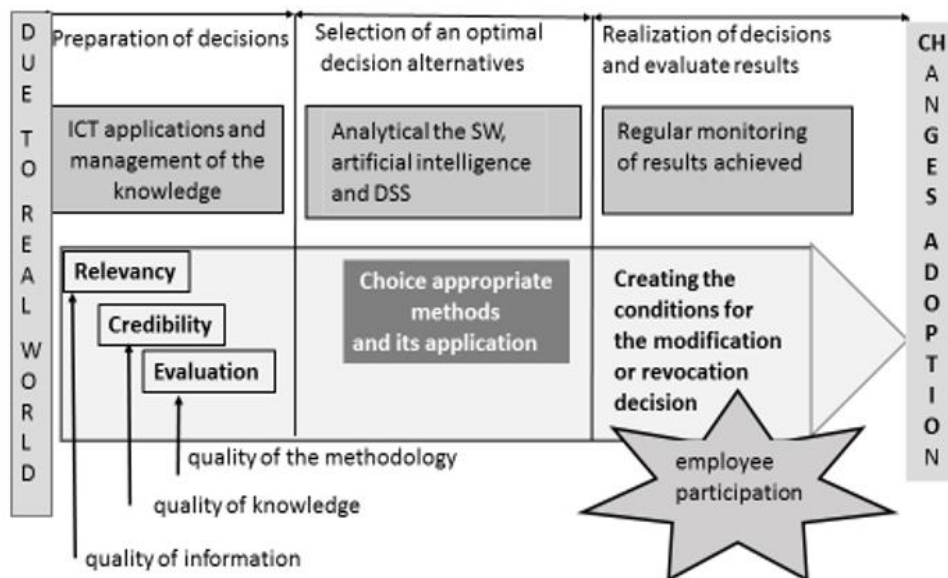 DUE TO REAL WORLD
Preparation of decisions
Selection of an optimal
decision alternatives
Realization of decisions
and evaluate results
CHANGES ADOPTION
ICT applications and
management of the
knowledge
Analytical the SW,
artificial intelligence
and DSS
Regular monitoring
of results achieved
Relevancy
Credibility
Evaluation
Choice appropriate
methods
and its application
Creating the
conditions for
the modification
or revocation
decision
quality of the methodology
quality of knowledge
quality of information
employee
participation